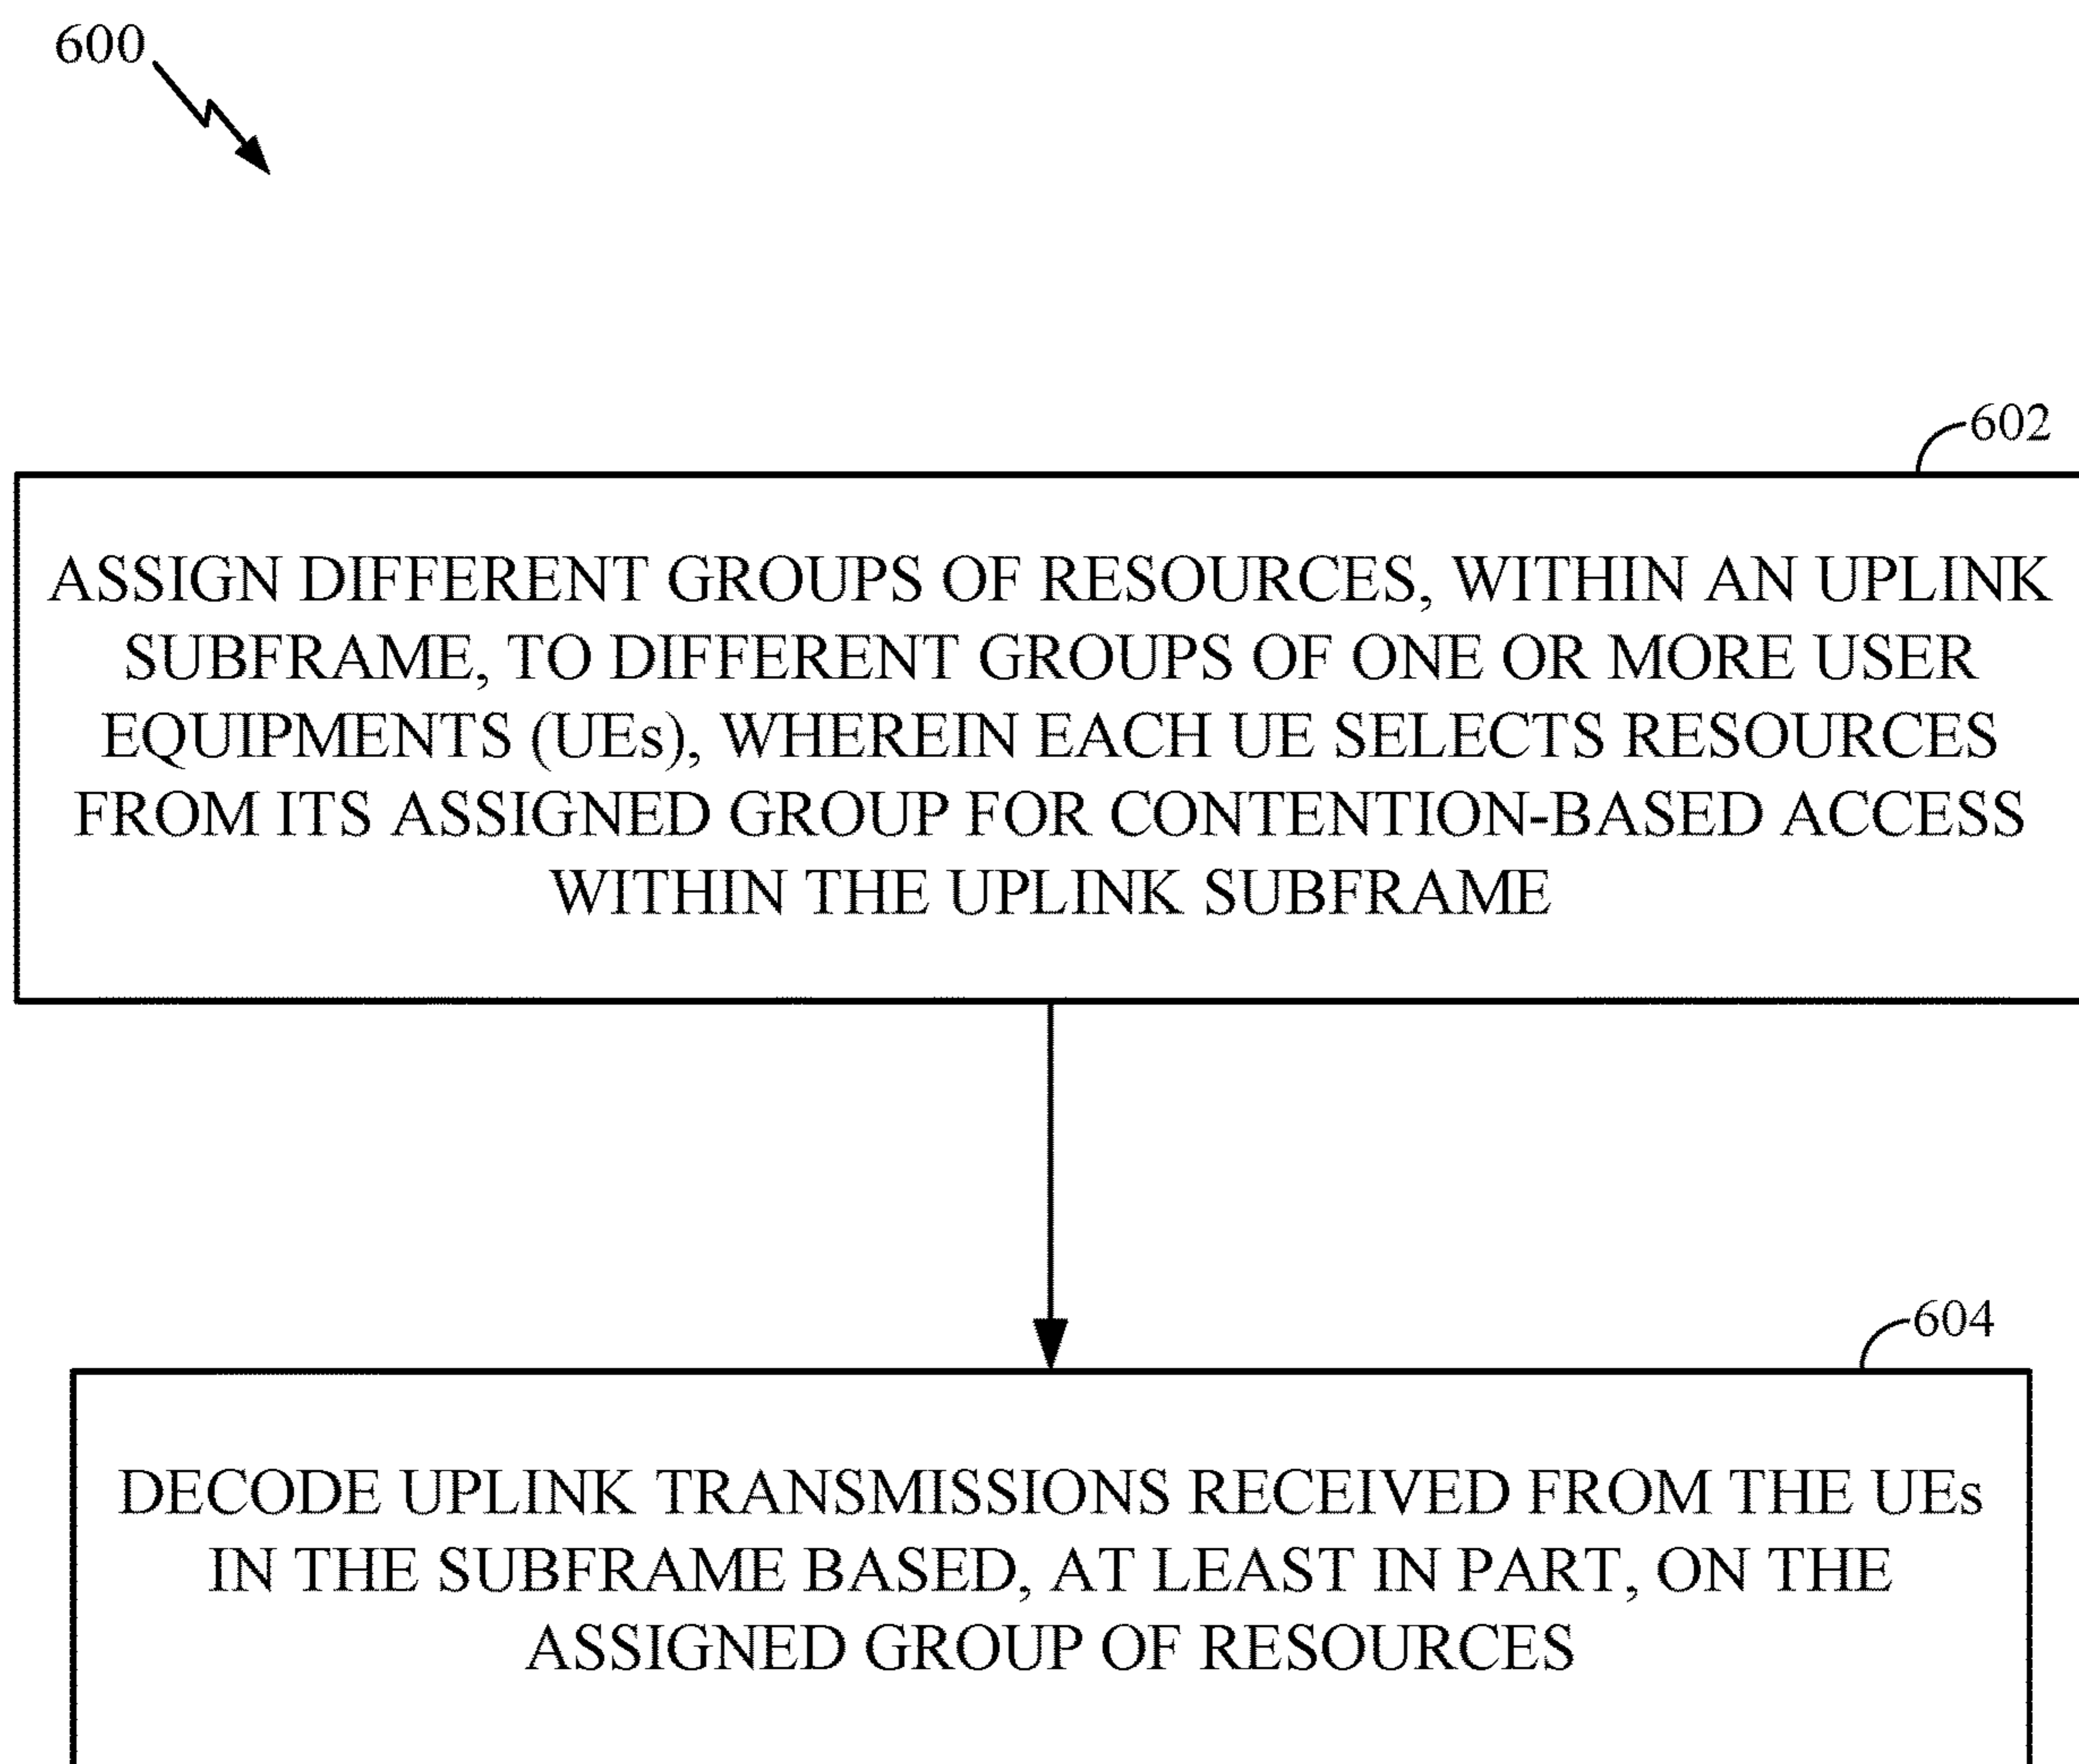 600
602
ASSIGN DIFFERENT GROUPS OF RESOURCES, WITHIN AN UPLINK
SUBFRAME, TO DIFFERENT GROUPS OF ONE OR MORE USER
EQUIPMENTS (UEs), WHEREIN EACH UE SELECTS RESOURCES
FROM ITS ASSIGNED GROUP FOR CONTENTION-BASED ACCESS
WITHIN THE UPLINK SUBFRAME
604
DECODE UPLINK TRANSMISSIONS RECEIVED FROM THE UEs
IN THE SUBFRAME BASED, AT LEAST IN PART, ON THE
ASSIGNED GROUP OF RESOURCES